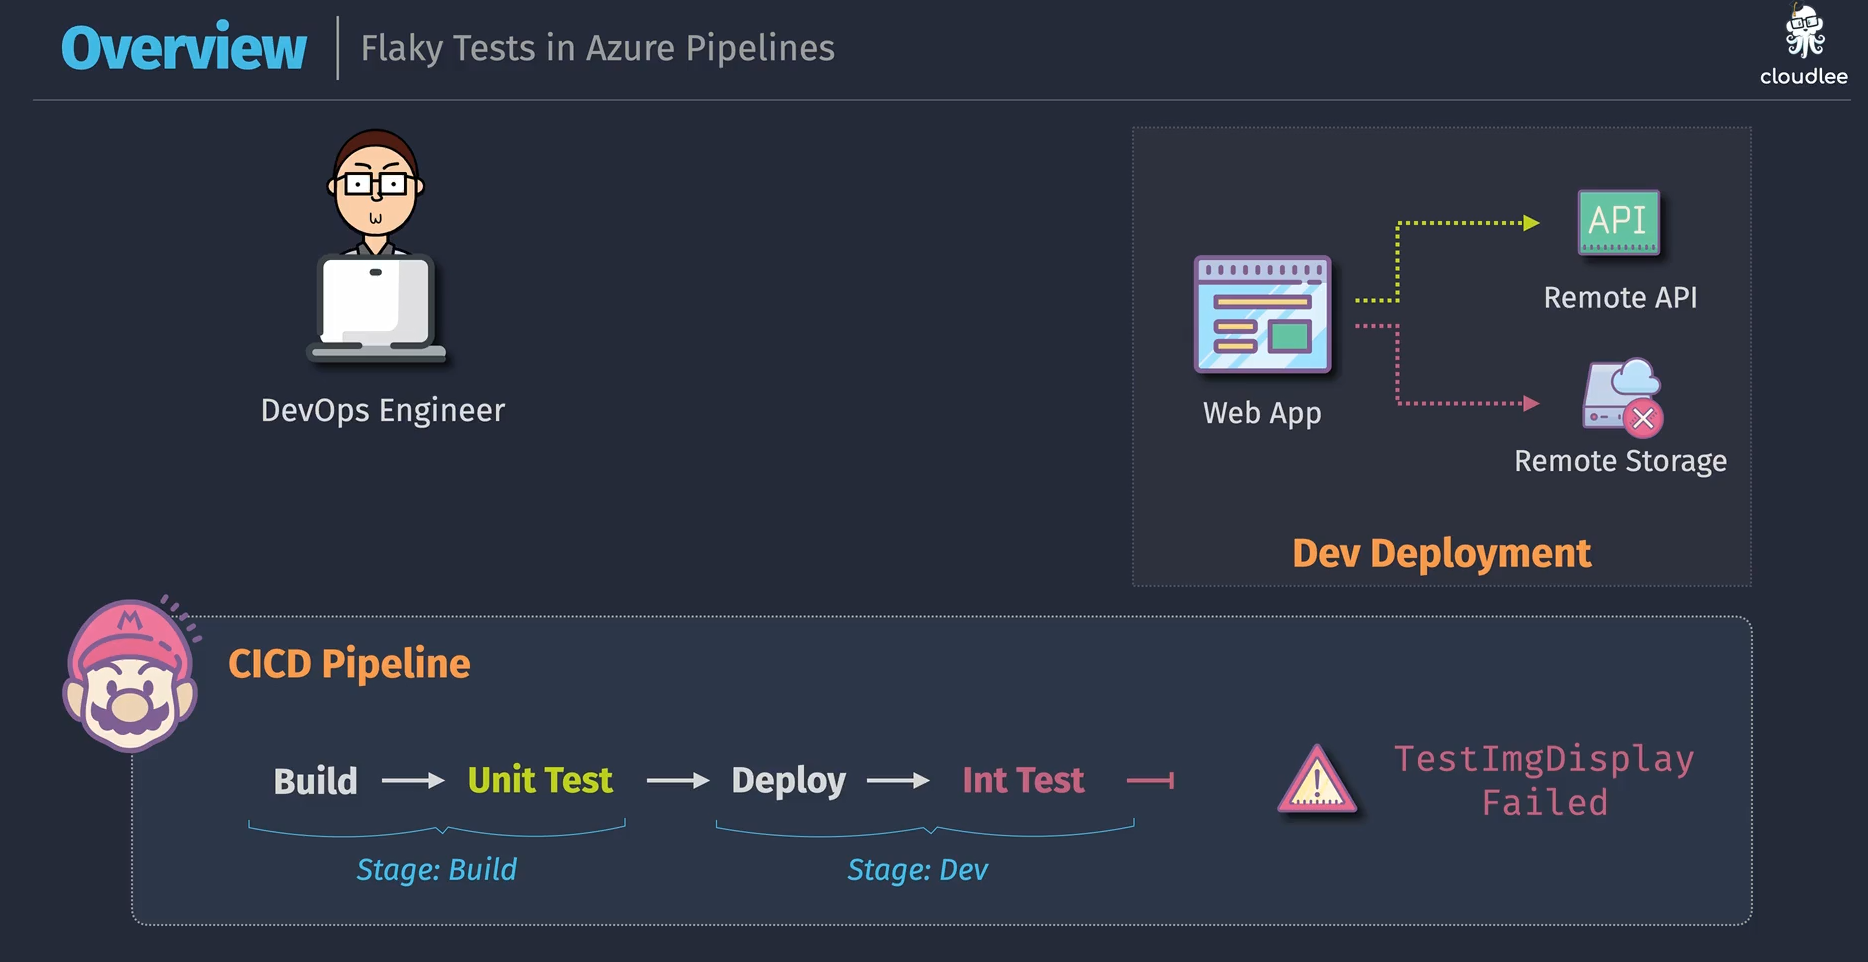 Overview
Flaky Tests in Azure Pipelines
cloudlee
DevOps Engineer
API
Remote API
Web App
Remote Storage
Dev Deployment
M
CICD Pipeline
Build
Unit Test
Deploy
Int Test
TestImgDisplay
Failed
Stage: Build
Stage: Dev